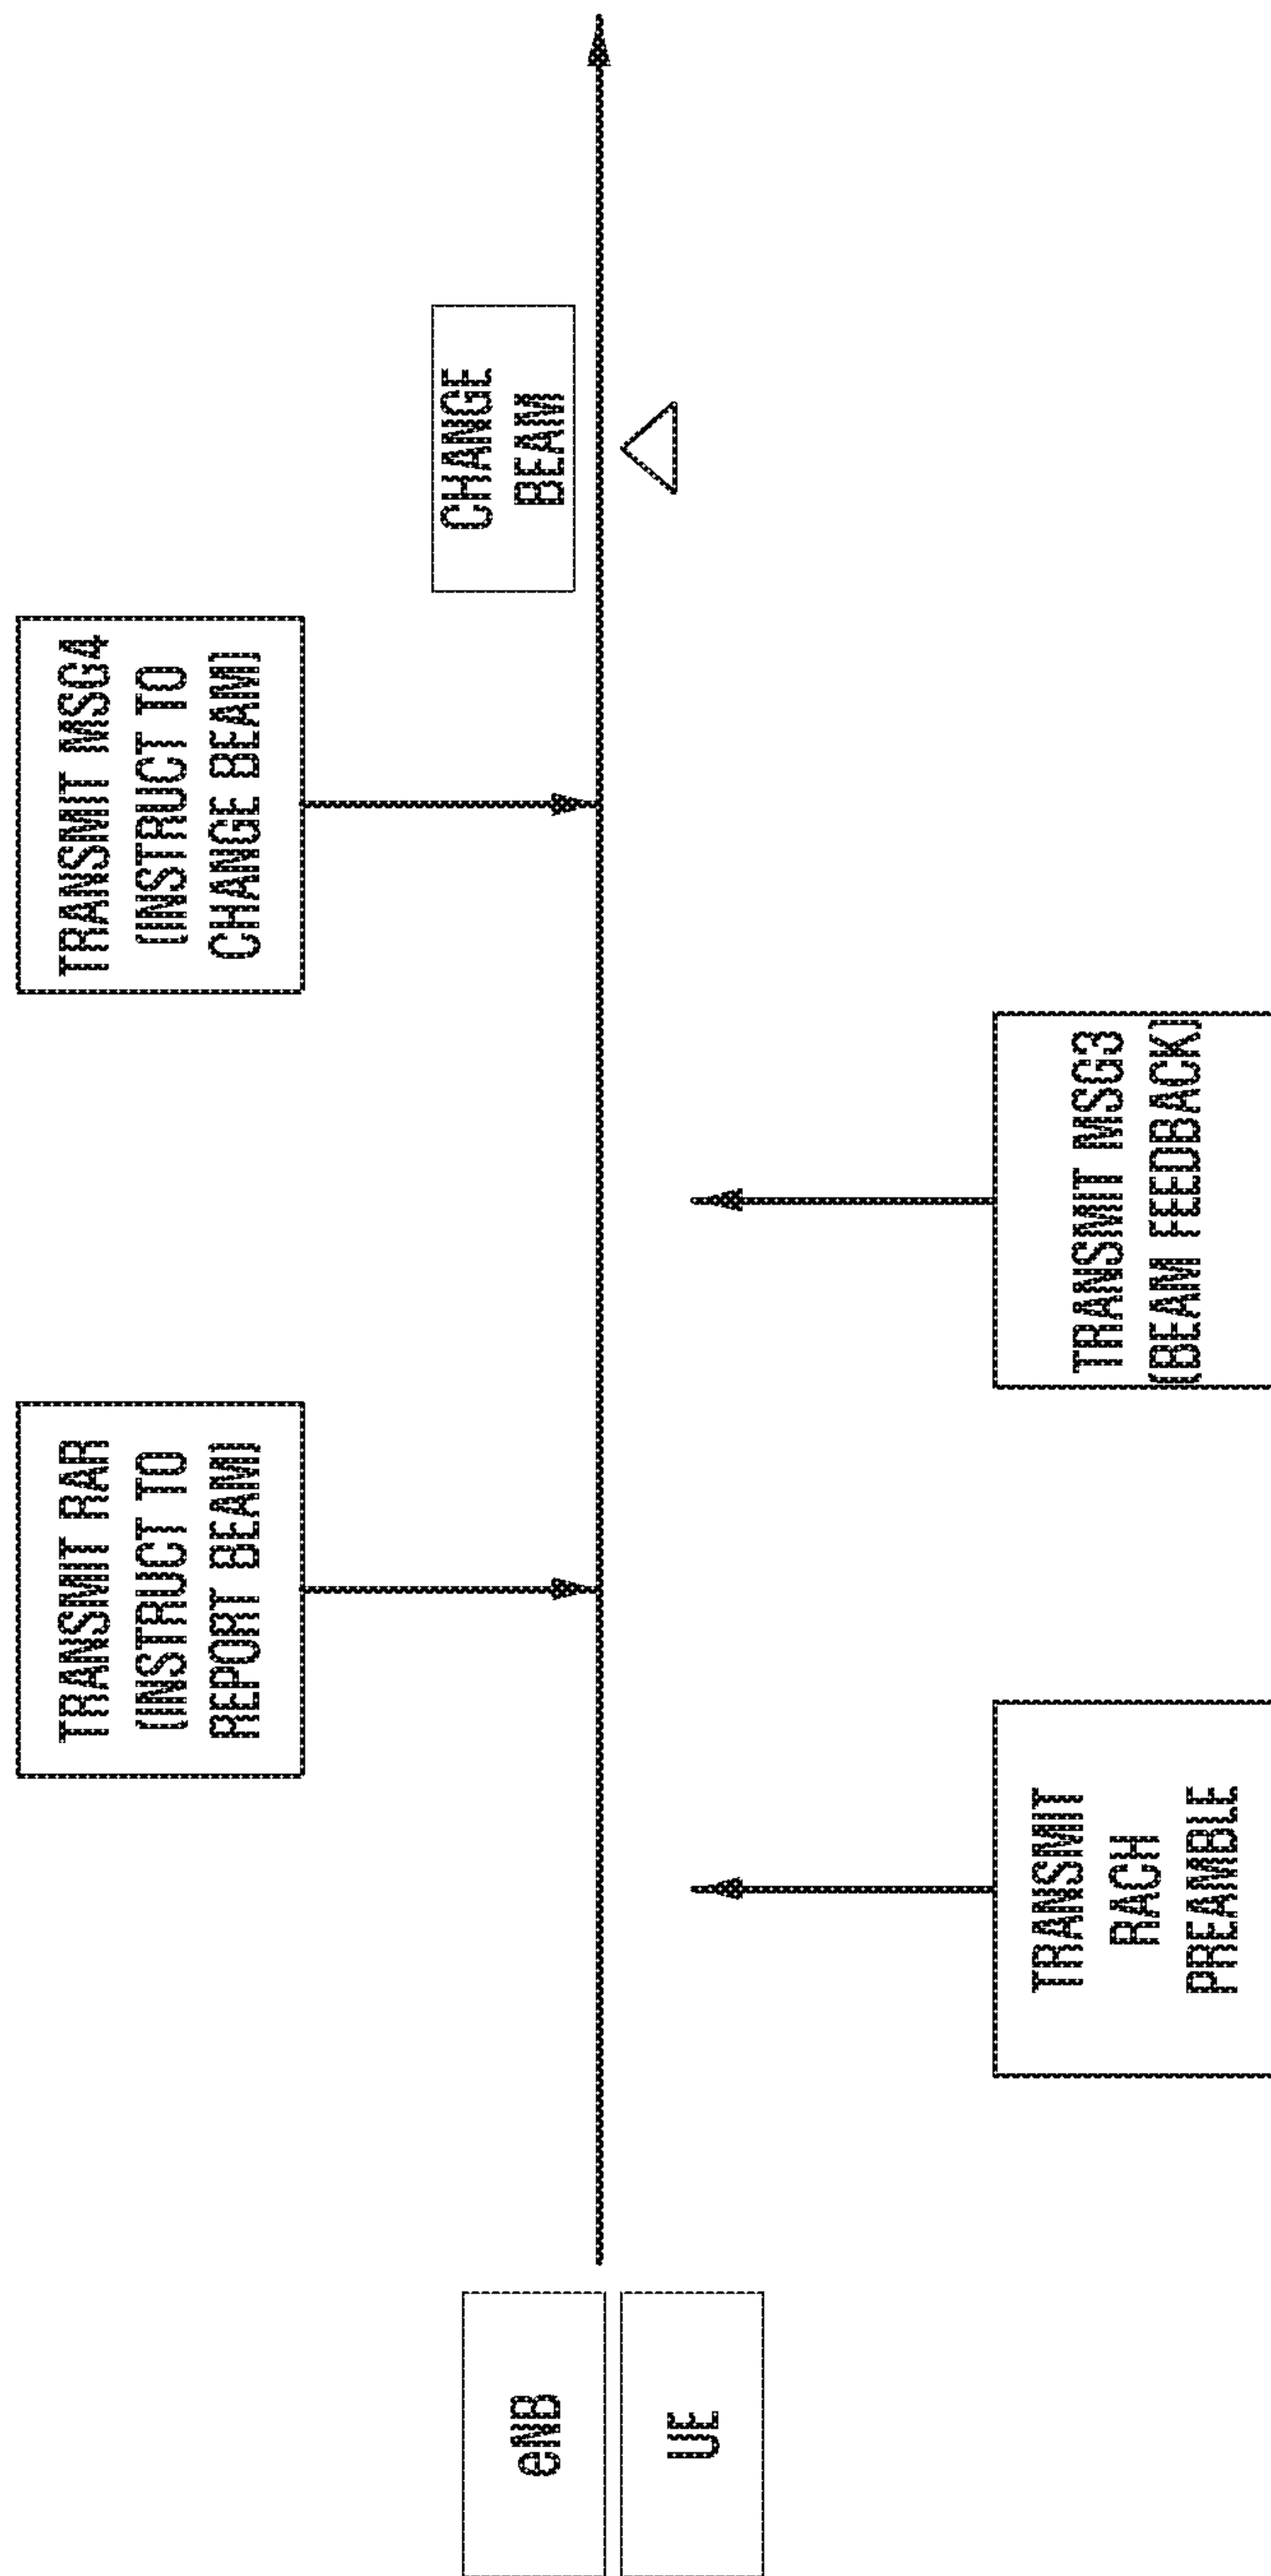 TRANSMIT RAR
(INSTRUCT TO
REPORT BEAM)
TRANSMIT MSG4
(INSTRUCT TO
CHANGE BEAM)
eNB
CHANGE
BEAM
UE
TRANSMIT
RACH
PREAMBLE
TRANSMIT MSG3
(BEAM FEEDBACK)